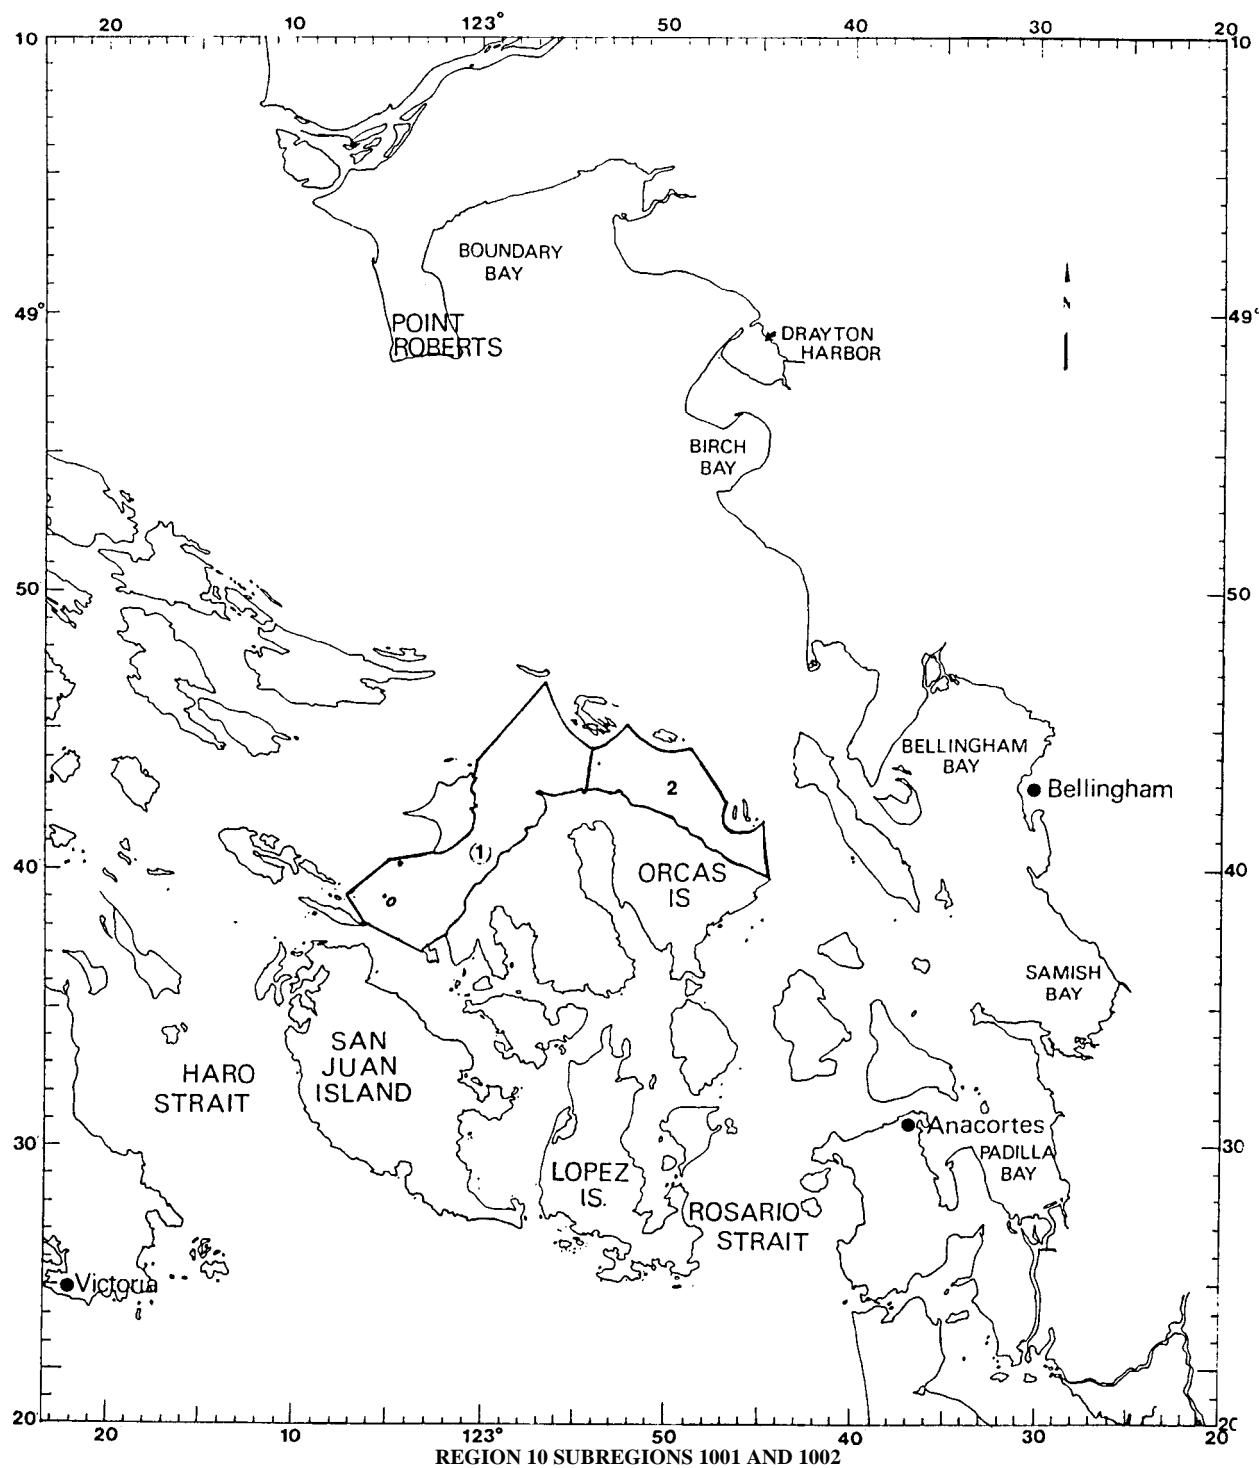 20 10 123° 50 40 30 20
10 10
BOUNDARY
BAY
49° 49°
N
POINT
ROBERTS
DRAYTON
HARBOR
BIRCH
BAY
50 50
BELLINGHAM
BAY
2
Bellingham
(1)
40 40
ORCAS
IS
SAMISH
BAY
SAN
JUAN
ISLAND
HARO
STRAIT
30 30
Anacortes
PADILLA
BAY
LOPEZ
IS.
ROSARIO
STRAIT
Victoria
20 20
20 10 123° 50 40 30 20
REGION 10 SUBREGIONS 1001 AND 1002